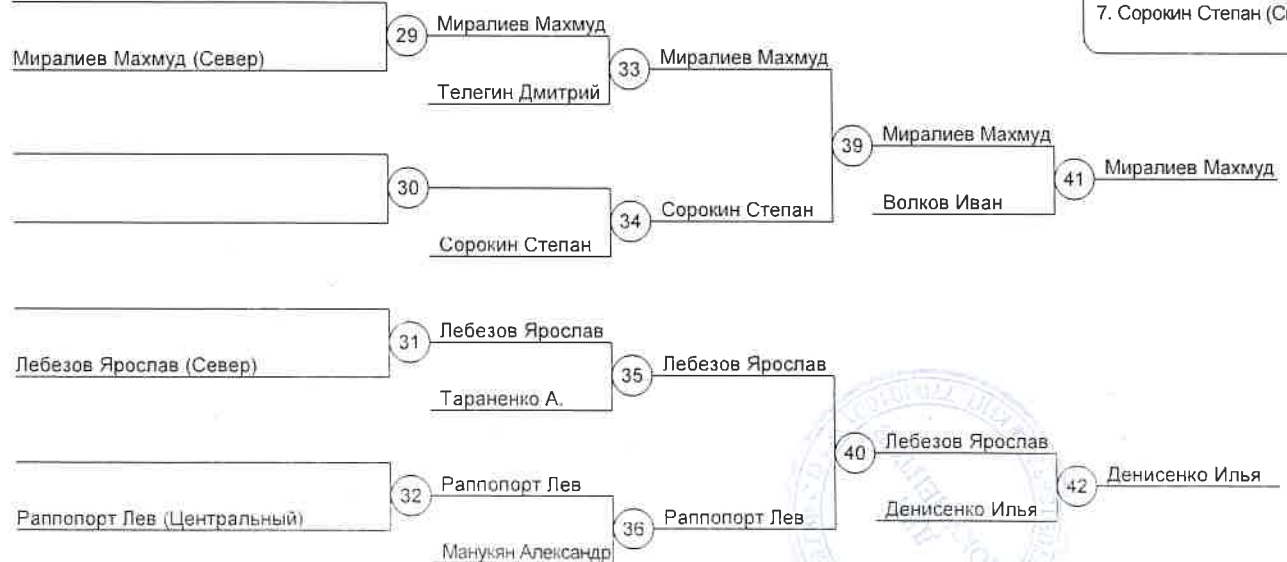 7. Сорокин Степан (С
29 Миралиев Махмуд
Миралиев Махмуд (Север)
33 Миралиев Махмуд
Телегин Дмитрий
39 Миралиев Махмуд
41 Миралиев Махмуд
Волков Иван
30
34 Сорокин Степан
Сорокин Степан
31 Лебезов Ярослав
Лебезов Ярослав (Север)
35 Лебезов Ярослав
Тараненко А.
40 Лебезов Ярослав
42 Денисенко Илья
Денисенко Илья
32 Раппопорт Лев
Раппопорт Лев (Центральный)
36 Раппопорт Лев
Манукян Александр